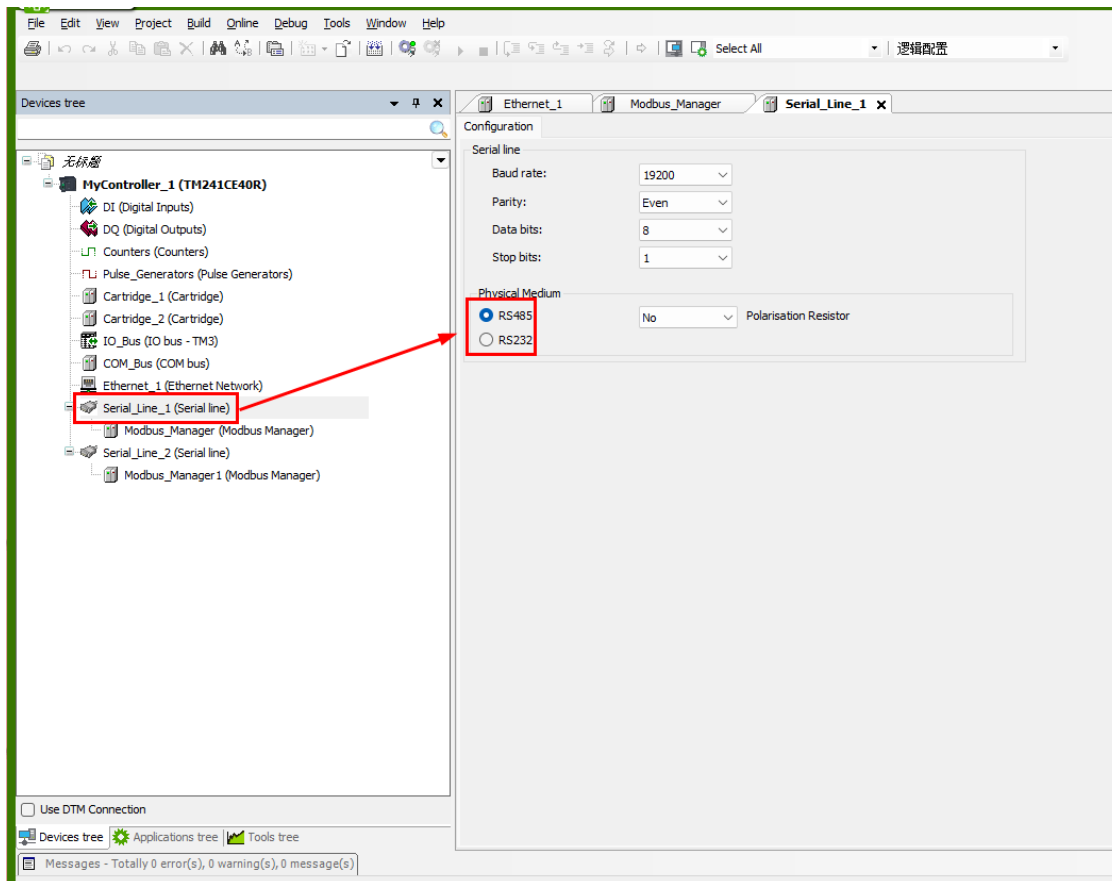 File Edit View Project Build Online Debug Tools Window Help
Select All 逻辑配置
Devices tree
Ethernet_1 Modbus_Manager Serial_Line_1
Configuration
无标题
MyController_1 (TM241CE40R)
DI (Digital Inputs)
DQ (Digital Outputs)
Counters (Counters)
Pulse_Generators (Pulse Generators)
Cartridge_1 (Cartridge)
Cartridge_2 (Cartridge)
IO_Bus (IO bus - TM3)
COM_Bus (COM bus)
Ethernet_1 (Ethernet Network)
Serial_Line_1 (Serial line)
Modbus_Manager (Modbus Manager)
Serial_Line_2 (Serial line)
Modbus_Manager1 (Modbus Manager)
Serial line
Baud rate: 19200
Parity: Even
Data bits: 8
Stop bits: 1
Physical Medium
RS485 No Polarisation Resistor
RS232
Use DTM Connection
Devices tree Applications tree Tools tree
Messages - Totally 0 error(s), 0 warning(s), 0 message(s)